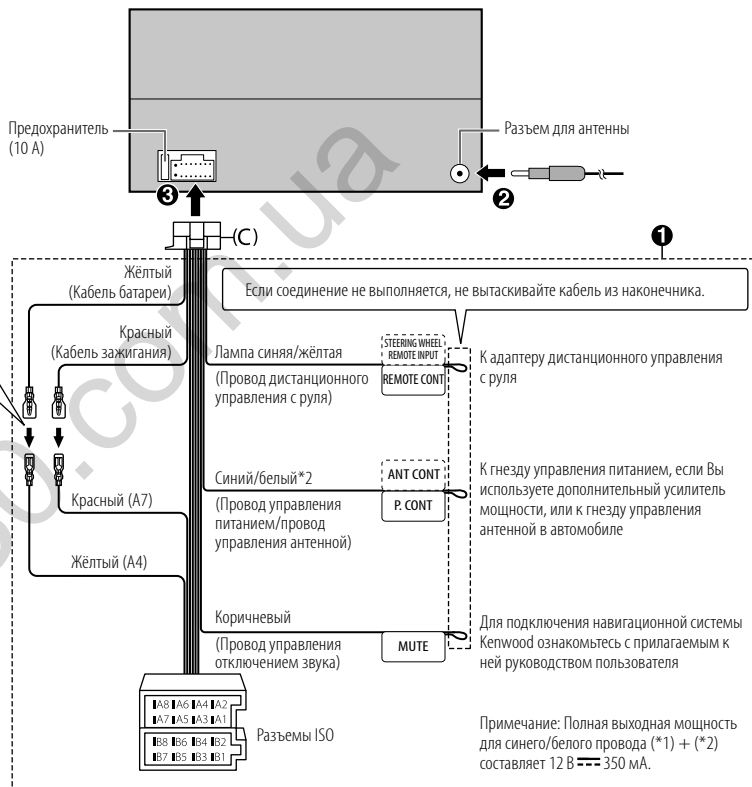 Предохранитель
(10 A)
Разъем для антенны
❸
❷
(C)
❶
Жёлтый
(Кабель батареи)
Если соединение не выполняется, не вытаскивайте кабель из наконечника.
Красный
(Кабель зажигания)
Лампа синяя/жёлтая
(Провод дистанционного
управления с руля)
STEERING WHEEL
REMOTE INPUT
REMOTE CONT
К адаптеру дистанционного управления
с руля
Синий/белый*2
(Провод управления
питанием/провод
управления антенной)
ANT CONT
P. CONT
К гнезду управления питанием, если Вы
используете дополнительный усилитель
мощности, или к гнезду управления
антенной в автомобиле
Красный (A7)
Жёлтый (A4)
Коричневый
(Провод управления
отключением звука)
MUTE
Для подключения навигационной системы
Kenwood ознакомьтесь с прилагаемым к
ней руководством пользователя
A8 A6 A4 A2
A7 A5 A3 A1
B8 B6 B4 B2
B7 B5 B3 B1
Разъемы ISO
Примечание: Полная выходная мощность
для синего/белого провода (*1) + (*2)
составляет 12 В ⎓ 350 мА.
o.com.ua